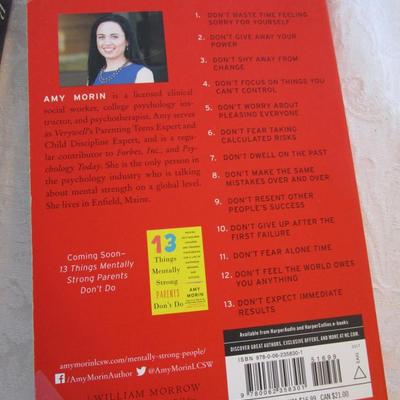 AMY MORIN is a licensed clinical
social worker, college psychology ins-
tructor, and psychotherapist. Amy serves
as Verywell's Parenting Teens Expert and
Child Discipline Expert, and is a regu-
lar contributor to Forbes, Inc., and Psy-
chology Today. She is the only person in
the psychology industry who is talking
about mental strength on a global level.
She lives in Enfield, Maine.
Coming Soon—
13 Things Mentally
Strong Parents
Don't Do
13
Things
Mentally
Strong
PARENTS
Don't Do
AMY
MORIN
amymorinlcsw.com/mentally-strong-people/
/AmyMorinAuthor @AmyMorinLCSW
WILLIAM MORROW
1. DON'T WASTE TIME FEELING
SORRY FOR YOURSELF
2. DON'T GIVE AWAY YOUR
POWER
3. DON'T SHY AWAY FROM
CHANGE
4. DON'T FOCUS ON THINGS YOU
CAN'T CONTROL
5. DON'T WORRY ABOUT
PLEASING EVERYONE
6. DON'T FEAR TAKING
CALCULATED RISKS
7. DON'T DWELL ON THE PAST
8. DON'T MAKE THE SAME
MISTAKES OVER AND OVER
9. DON'T RESENT OTHER
PEOPLE'S SUCCESS
10. DON'T GIVE UP AFTER THE
FIRST FAILURE
11. DON'T FEAR ALONE TIME
12. DON'T FEEL THE WORLD OWES
YOU ANYTHING
13. DON'T EXPECT IMMEDIATE
RESULTS
Available from HarperAudio and HarperCollins e-books
DISCOVER GREAT AUTHORS, EXCLUSIVE OFFERS, AND MORE AT HC.COM
ISBN 978-0-06-235830-1
51699
9 780062 358301
US $16.99 CAN $21.00